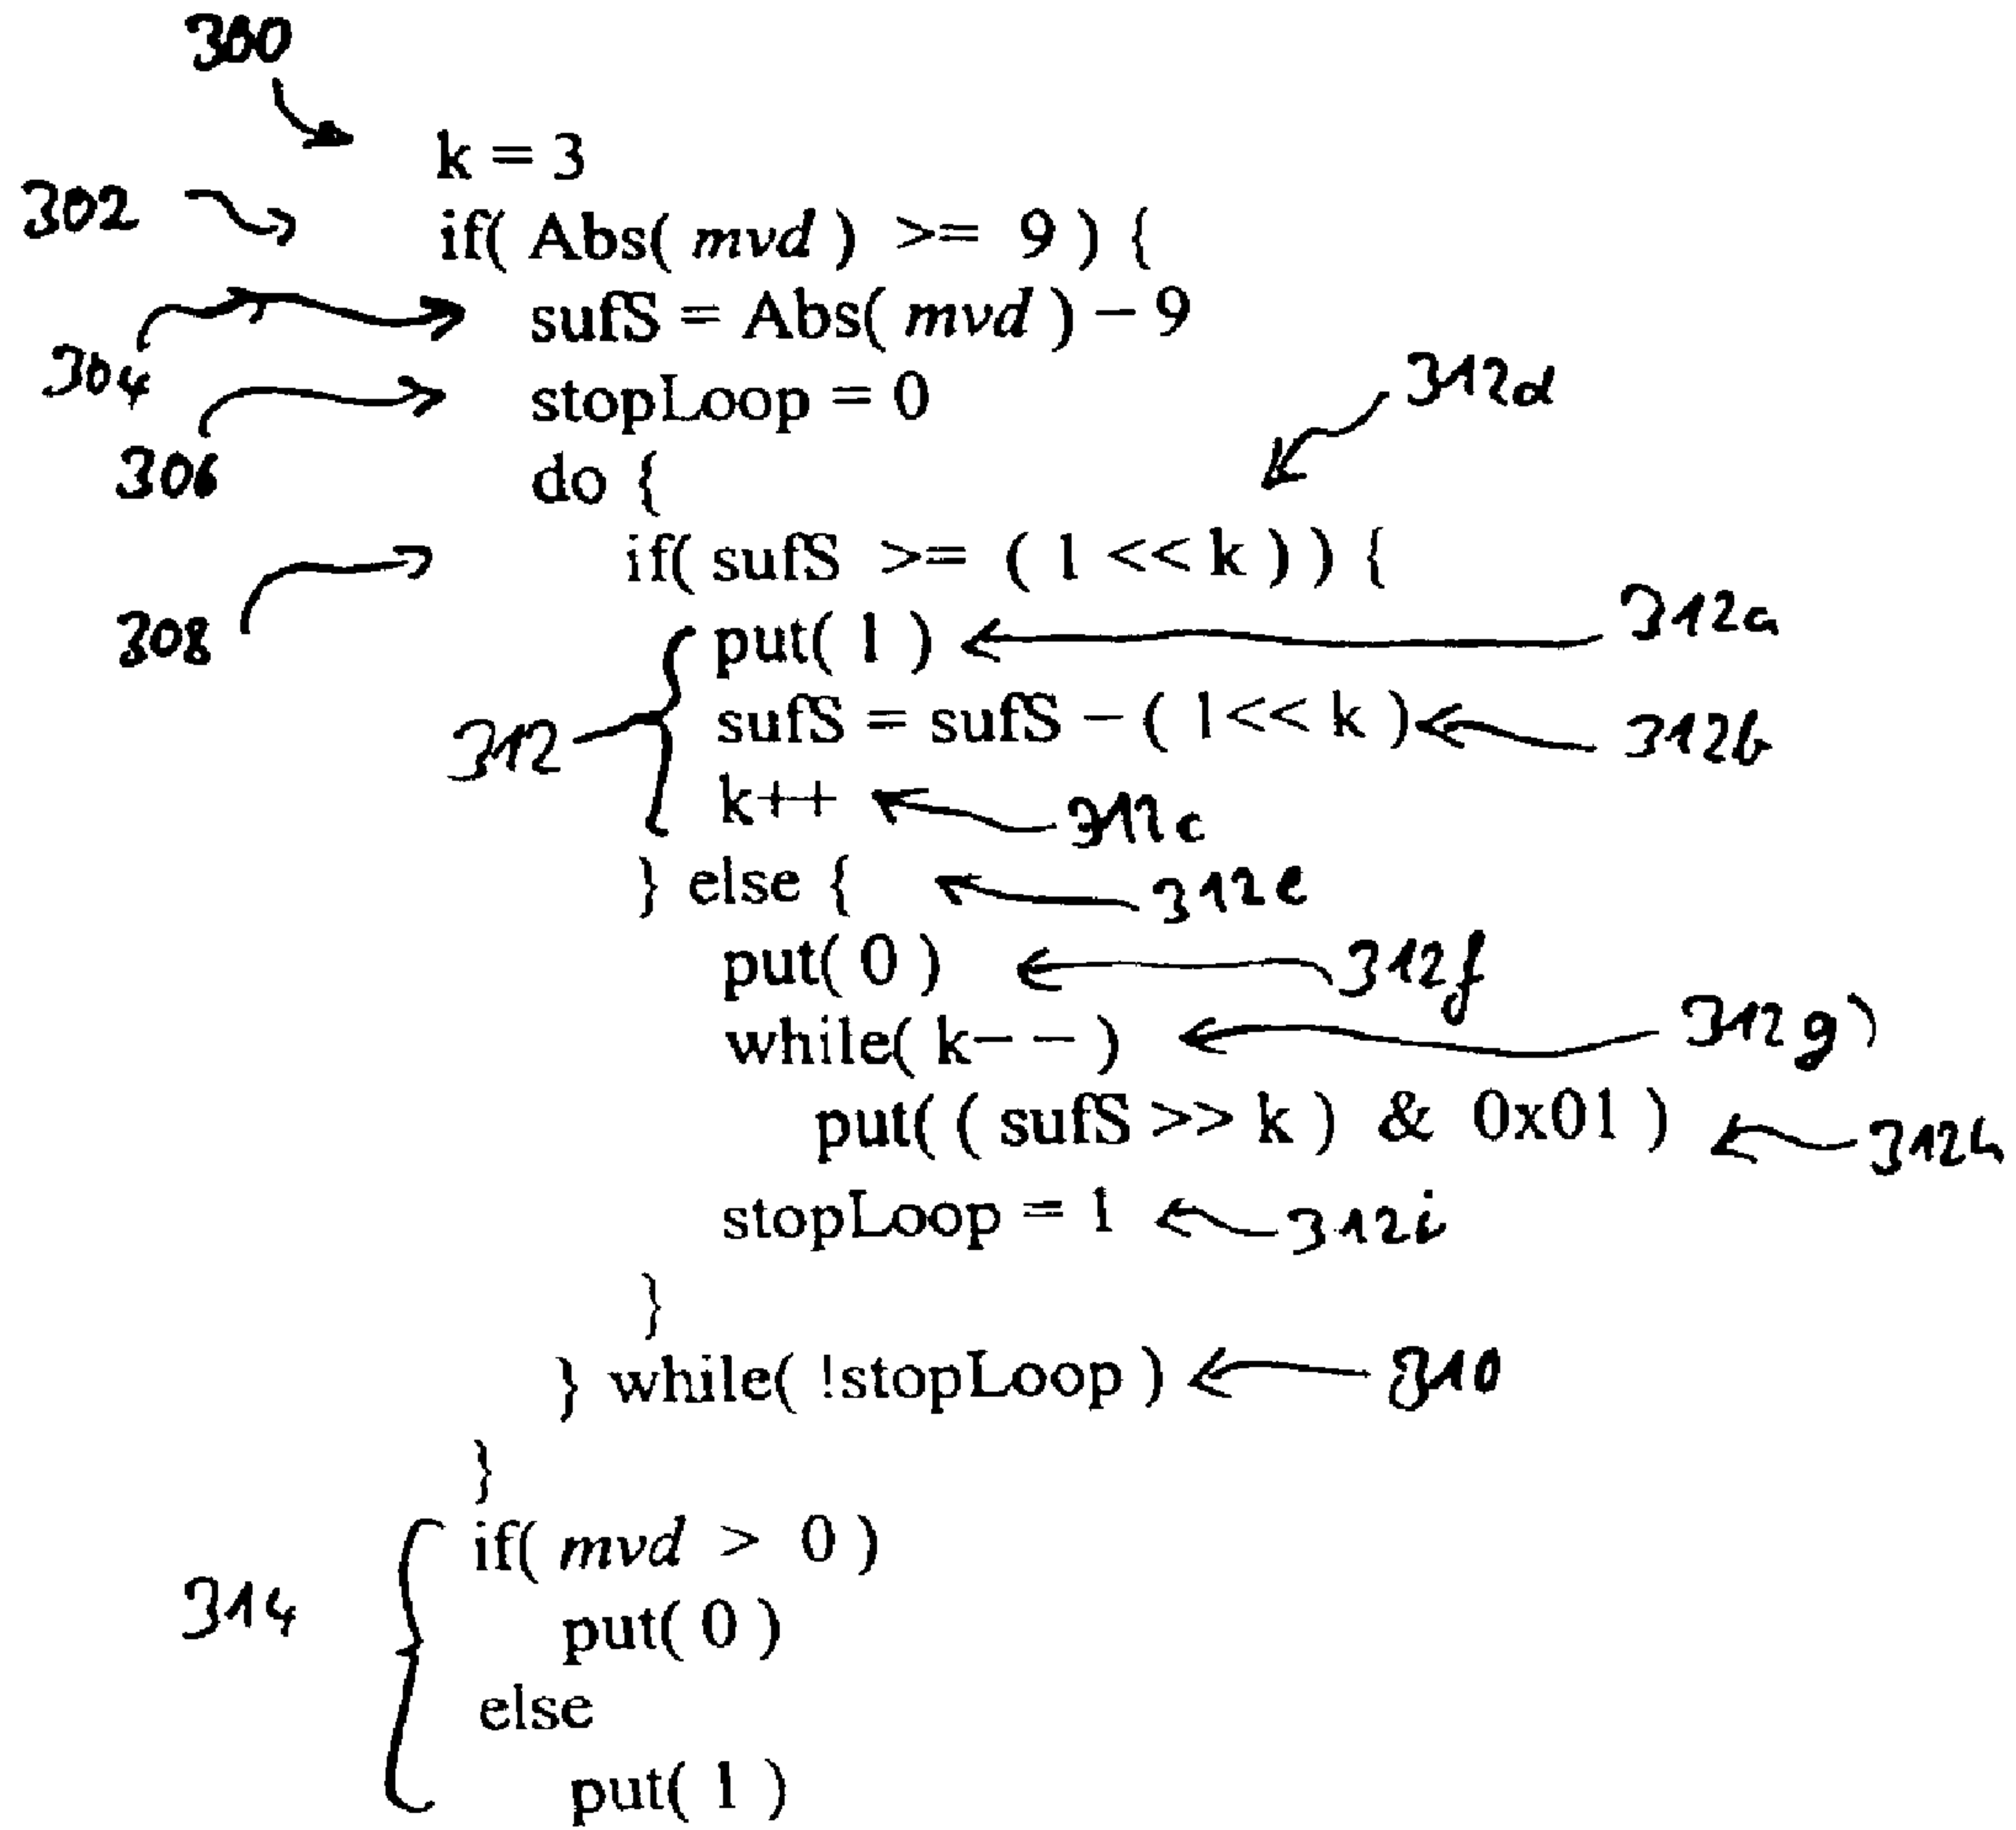 300
k = 3
302 if( Abs( mvd ) >= 9 ) {
304 sufS = Abs( mvd ) – 9
306 stopLoop = 0
312d
do {
308 if( sufS >= ( 1 << k ) ) {
put( 1 ) 312a
312 sufS = sufS – ( 1<< k ) 312b
k++ 312c
} else { 312e
put( 0 ) 312f
while( k– – ) 312g)
put( ( sufS >> k ) & 0x01 ) 312h
stopLoop = 1 312i
}
} while( !stopLoop ) 310
}
if( mvd > 0 )
314 put( 0 )
else
put( 1 )